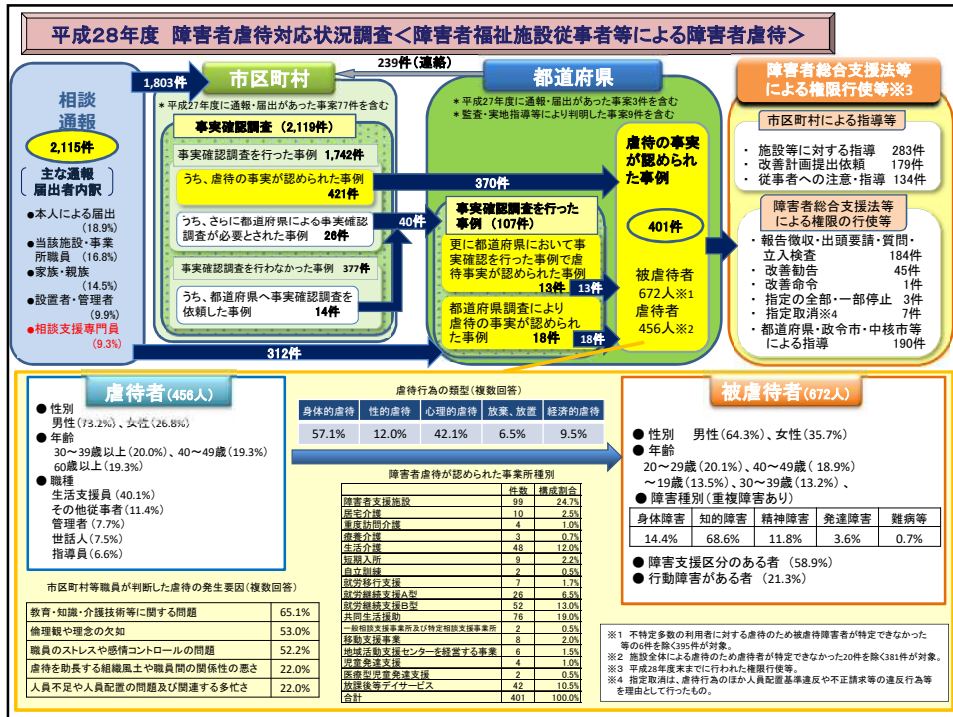 平成28年度 障害者虐待対応状況調査＜障害者福祉施設従事者等による障害者虐待＞
239件(連絡)
相談
通報
2,115件
主な通報
届出者内訳
●本人による届出
(18.9%)
●当該施設・事業
所職員 (16.8%)
●家族・親族
(14.5%)
●設置者・管理者
(9.9%)
●相談支援専門員
(9.3%)
1,803件
312件
市区町村
＊平成27年度に通報・届出があった事案77件を含む
事実確認調査 (2,119件)
事実確認調査を行った事例 1,742件
うち、虐待の事実が認められた事例
421件
うち、さらに都道府県による事実確認
調査が必要とされた事例 26件
事実確認調査を行わなかった事例 377件
うち、都道府県へ事実確認調査を
依頼した事例 14件
370件
40件
都道府県
＊平成27年度に通報・届出があった事案3件を含む
＊監査・実地指導等により判明した事案9件を含む
事実確認調査を行った
事例 (107件)
更に都道府県において事
実確認を行った事例で虐
待事実が認められた事例
13件
13件
都道府県調査により
虐待の事実が認められ
た事例 18件
18件
虐待の事実
が認められ
た事例
401件
被虐待者
672人※1
虐待者
456人※2
障害者総合支援法等
による権限行使等※3
市区町村による指導等
・ 施設等に対する指導 283件
・ 改善計画提出依頼 179件
・ 従事者への注意・指導 134件
障害者総合支援法等
による権限の行使等
・報告徴収・出頭要請・質問・
立入検査 184件
・改善勧告 45件
・改善命令 1件
・指定の全部・一部停止 3件
・指定取消※4 7件
・都道府県・政令市・中核市等
による指導 190件
虐待者(456人)
● 性別
男性(73.2%)、女性(26.8%)
● 年齢
30～39歳以上(20.0%)、40～49歳(19.3%)
60歳以上(19.3%)
● 職種
生活支援員 (40.1%)
その他従事者(11.4%)
管理者(7.7%)
世話人(7.5%)
指導員(6.6%)
市区町村等職員が判断した虐待の発生要因(複数回答)
教育・知識・介護技術等に関する問題 65.1%
倫理観や理念の欠如 53.0%
職員のストレスや感情コントロールの問題 52.2%
虐待を助長する組織風土や職員間の関係性の悪さ 22.0%
人員不足や人員配置の問題及び関連する多忙さ 22.0%
虐待行為の類型(複数回答)
身体的虐待 性的虐待 心理的虐待 放棄、放置 経済的虐待
57.1% 12.0% 42.1% 6.5% 9.5%
障害者虐待が認められた事業所種別
件数 構成割合
障害者支援施設 99 24.7%
居宅介護 10 2.5%
重度訪問介護 4 1.0%
療養介護 3 0.7%
生活介護 48 12.0%
短期入所 9 2.2%
自立訓練 2 0.5%
就労移行支援 7 1.7%
就労継続支援A型 26 6.5%
就労継続支援B型 52 13.0%
共同生活援助 76 19.0%
一般相談支援事業所及び特定相談支援事業所 2 0.5%
移動支援事業 8 2.0%
地域活動支援センターを経営する事業 6 1.5%
児童発達支援 4 1.0%
医療型児童発達支援 2 0.5%
放課後等デイサービス 42 10.5%
合計 401 100.0%
被虐待者(672人)
● 性別 男性(64.3%)、女性(35.7%)
● 年齢
20～29歳(20.1%)、40～49歳( 18.9%)
～19歳(13.5%)、30～39歳(13.2%)、
● 障害種別(重複障害あり)
身体障害 知的障害 精神障害 発達障害 難病等
14.4% 68.6% 11.8% 3.6% 0.7%
● 障害支援区分のある者 (58.9%)
● 行動障害がある者 (21.3%)
※1 不特定多数の利用者に対する虐待のため被虐待障害者が特定できなかった
等の6件を除く395件が対象。
※2 施設全体による虐待のため虐待者が特定できなかった20件を除く381件が対象。
※3 平成28年度末までに行われた権限行使等。
※4 指定取消は、虐待行為のほか人員配置基準違反や不正請求等の違反行為等
を理由として行ったもの。